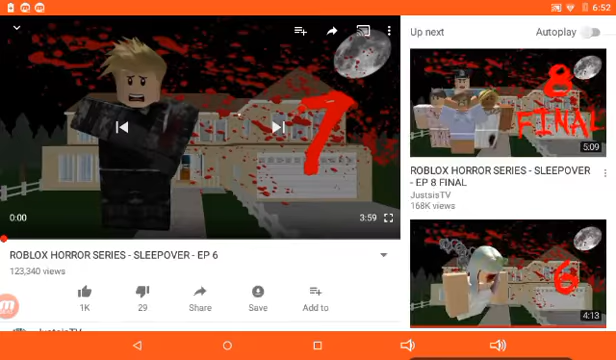 6:52
Up next
Autoplay
7
0:00
3:59
8
FINAL
5:09
ROBLOX HORROR SERIES - SLEEPOVER
- EP 8 FINAL
JustsisTV
168K views
ROBLOX HORROR SERIES - SLEEPOVER - EP 6
123,340 views
1K
29
Share
Save
Add to
6
4:13
JustsisTV